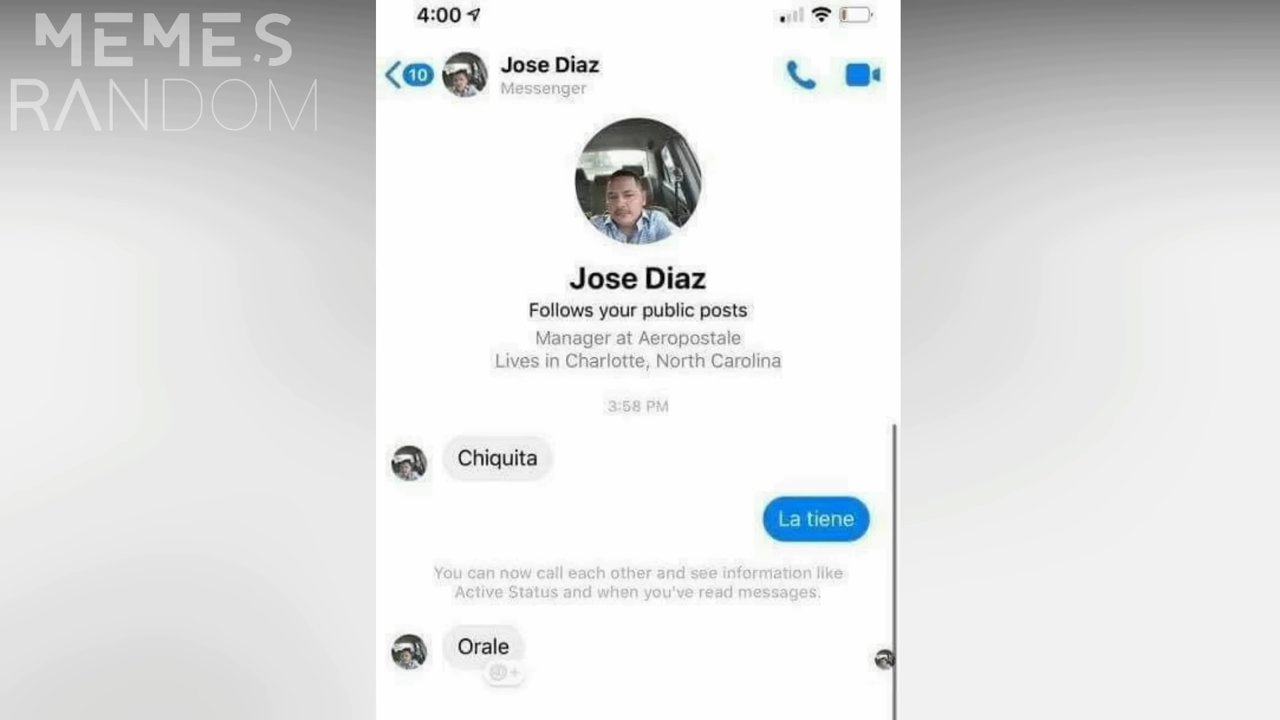 MEMES
RANDOM
4:00
10
Jose Diaz
Messenger
Jose Diaz
Follows your public posts
Manager at Aeropostale
Lives in Charlotte, North Carolina
3:58 PM
Chiquita
La tiene
You can now call each other and see information like
Active Status and when you've read messages.
Orale